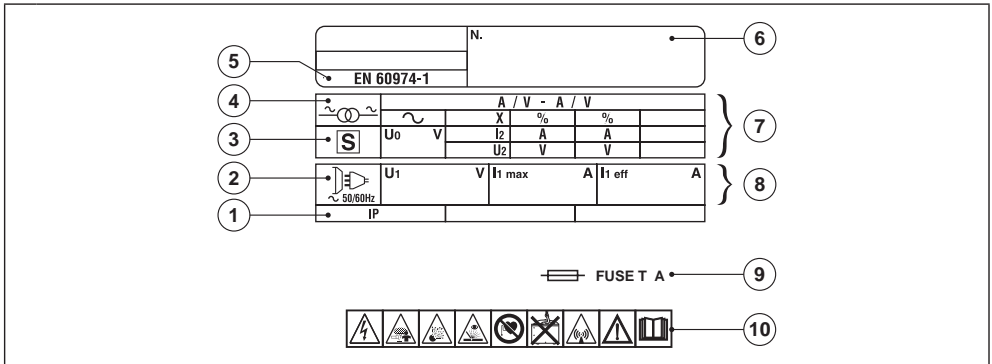 N.
6
5
EN 60974-1
4
A / V - A / V
X % %
7
3
S
U0 V
I2 A A
U2 V V
2
U1 V I1 max A I1 eff A
8
~ 50/60Hz
1
IP
FUSE T A
9
10